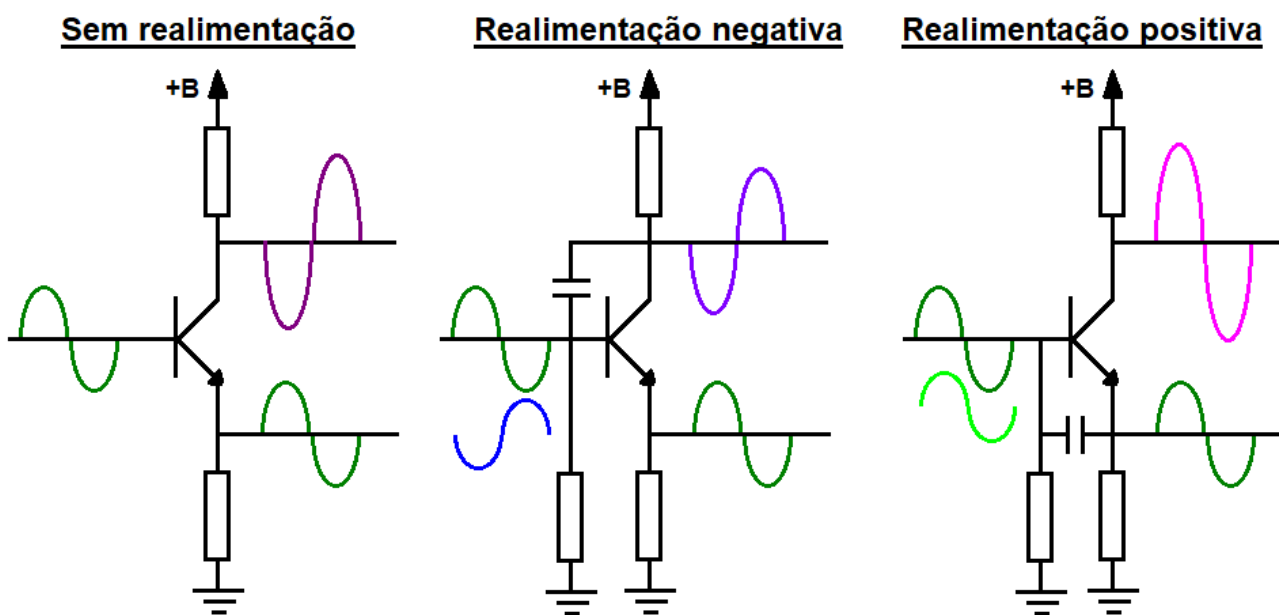 Sem realimentação
Realimentação negativa
Realimentação positiva
+B
+B
+B